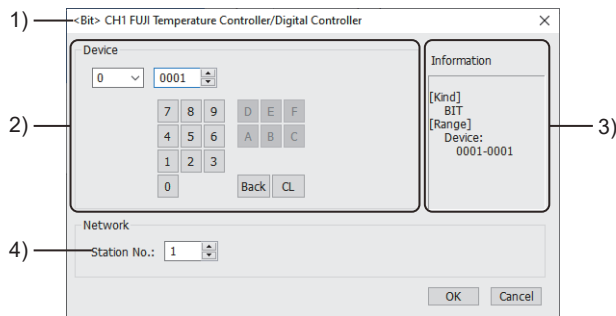 1)
<Bit> CH1 FUJI Temperature Controller/Digital Controller
Device
0 0001
7 8 9 D E F
4 5 6 A B C
1 2 3
0 Back CL
2)
Information
[Kind]
BIT
[Range]
Device:
0001-0001
3)
Network
4)
Station No.: 1
OK Cancel